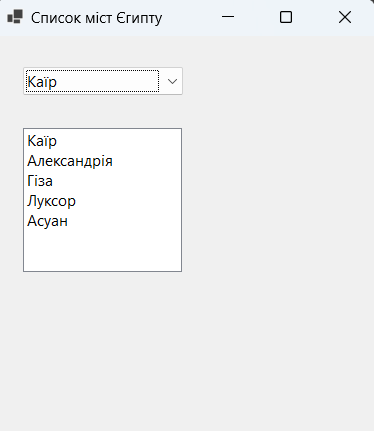 Список міст Єгипту
Каїр
Каїр
Александрія
Гіза
Луксор
Асуан